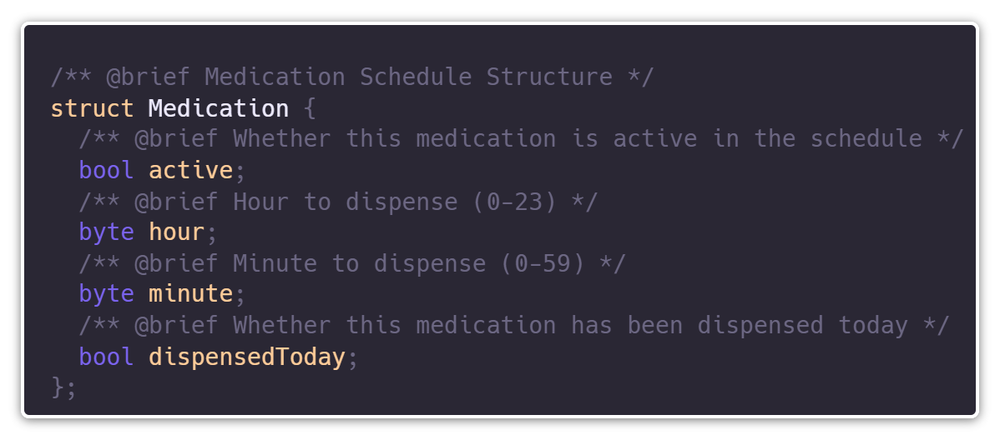 /** @brief Medication Schedule Structure */
struct Medication {
  /** @brief Whether this medication is active in the schedule */
  bool active;
  /** @brief Hour to dispense (0-23) */
  byte hour;
  /** @brief Minute to dispense (0-59) */
  byte minute;
  /** @brief Whether this medication has been dispensed today */
  bool dispensedToday;
};